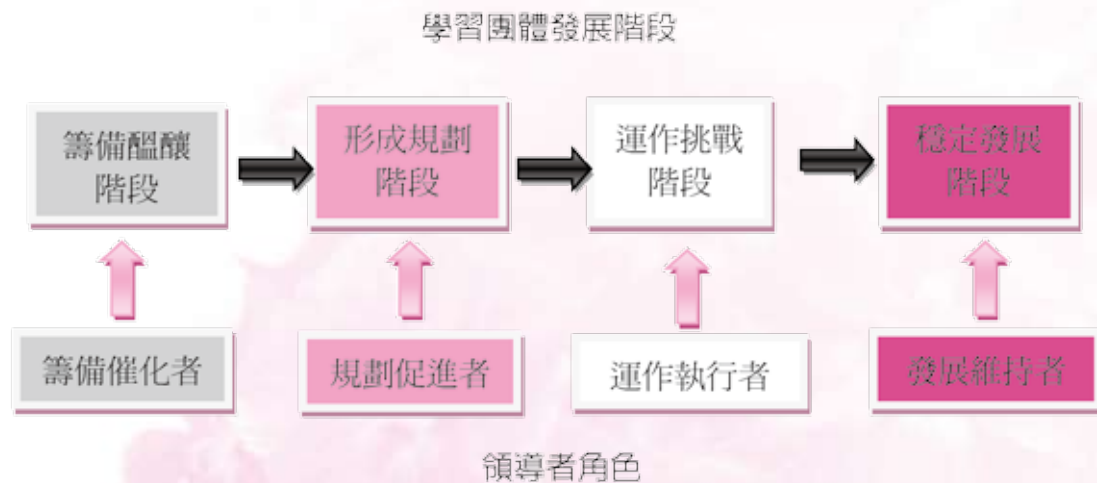 學習團體發展階段
籌備醞釀
階段
形成規劃
階段
運作挑戰
階段
穩定發展
階段
籌備催化者
規劃促進者
運作執行者
發展維持者
領導者角色